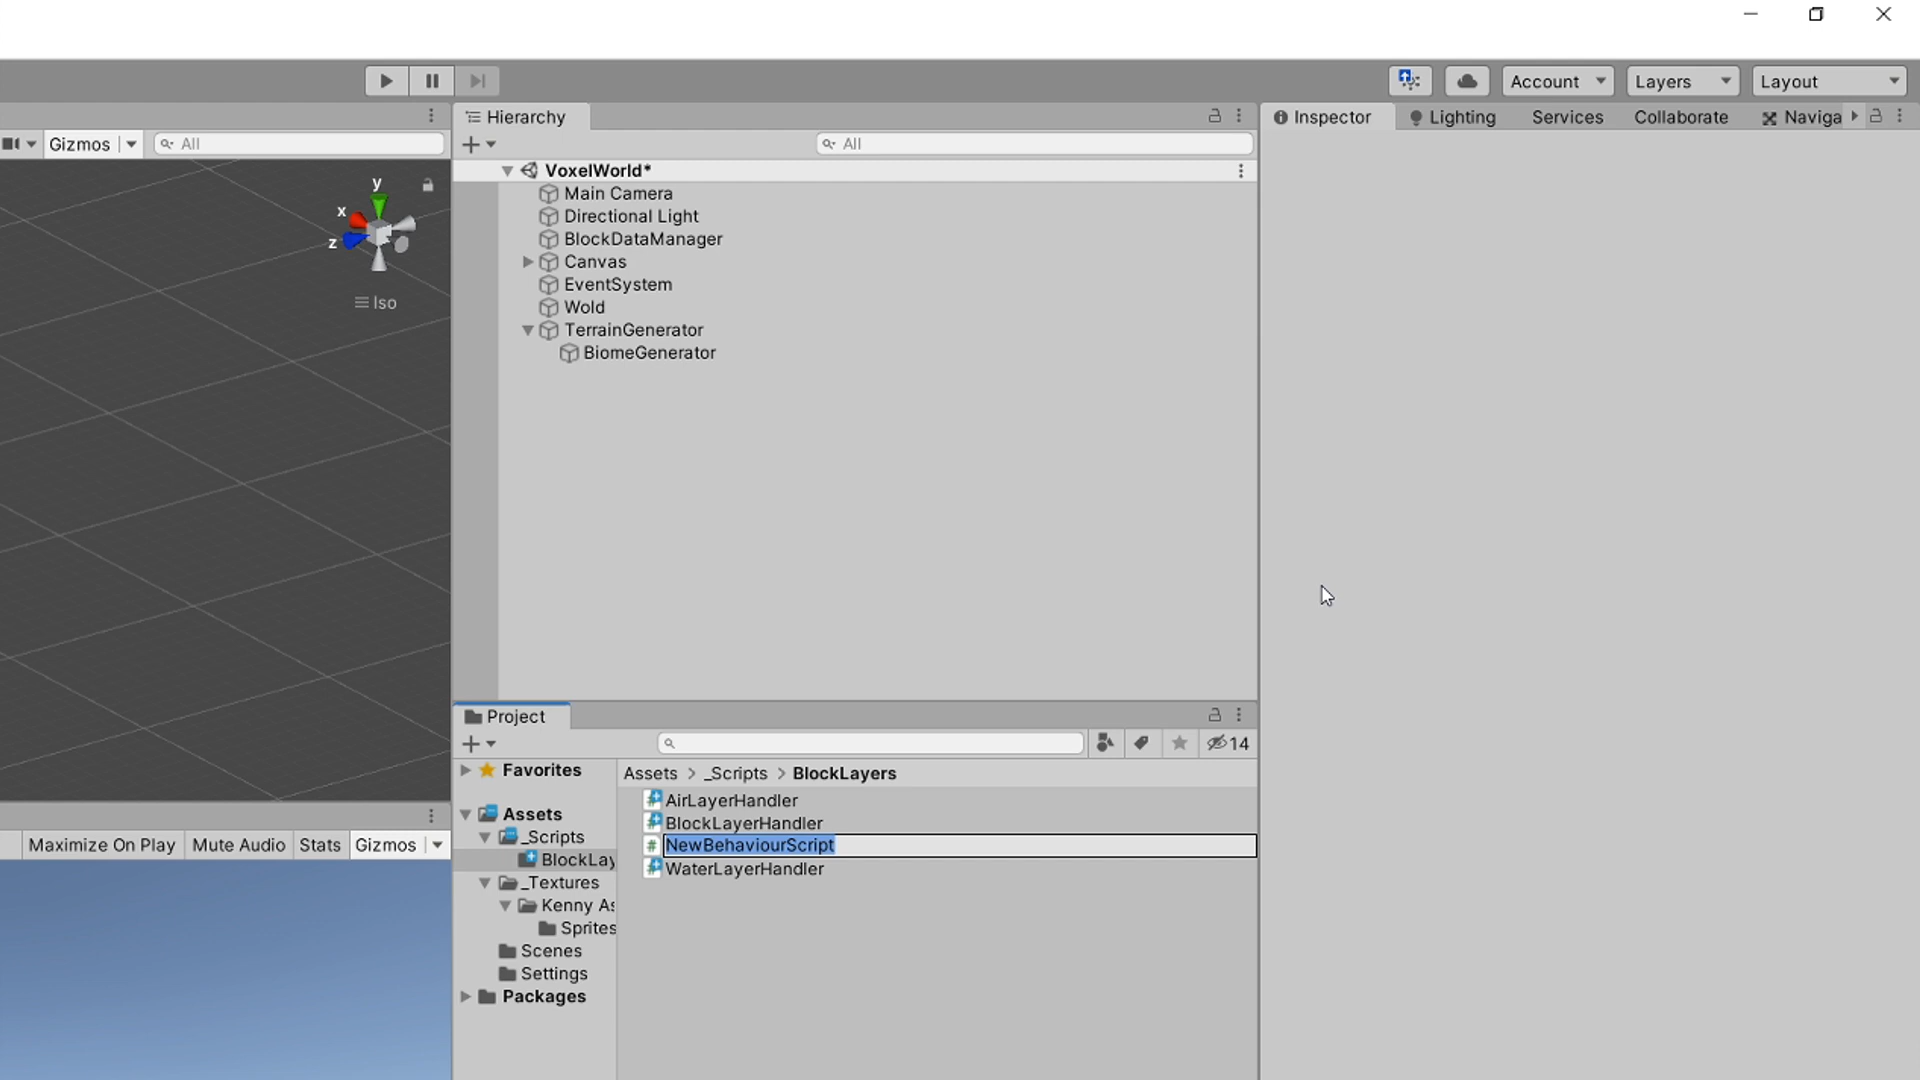 Account
Layers
Layout
Hierarchy
Inspector
Lighting
Services
Collaborate
Naviga
Gizmos
All
All
y
x
z
Iso
VoxelWorld*
Main Camera
Directional Light
BlockDataManager
Canvas
EventSystem
Wold
TerrainGenerator
BiomeGenerator
Project
14
Favorites
Assets > _Scripts > BlockLayers
Assets
_Scripts
BlockLay
_Textures
Kenny As
Sprites
Scenes
Settings
Packages
AirLayerHandler
BlockLayerHandler
NewBehaviourScript
WaterLayerHandler
Maximize On Play
Mute Audio
Stats
Gizmos